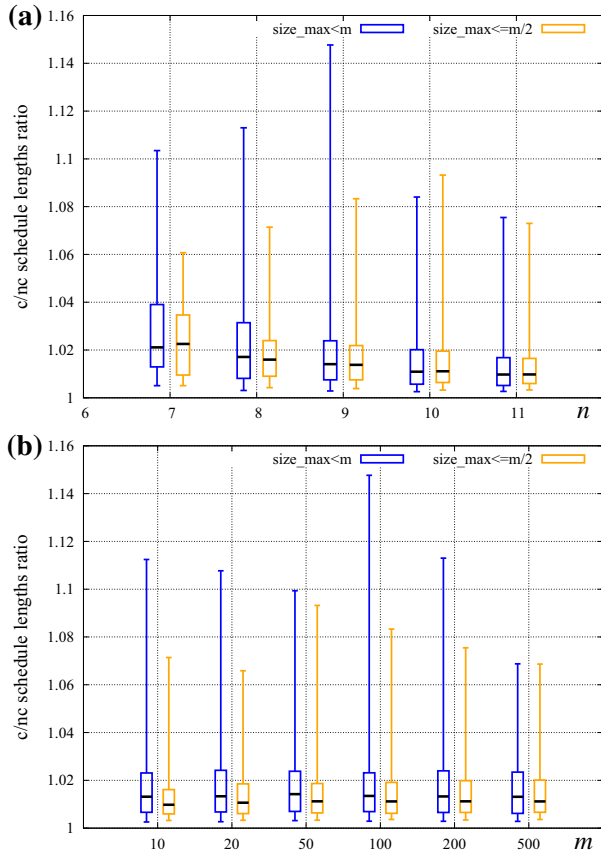 (a)
1.16
size_max<m
size_max<=m/2
1.14
1.12
1.1
1.08
1.06
1.04
1.02
1
c/nc schedule lengths ratio
6 7 8 9 10 11 n
(b)
1.16
size_max<m
size_max<=m/2
1.14
1.12
1.1
1.08
1.06
1.04
1.02
1
c/nc schedule lengths ratio
10 20 50 100 200 500 m